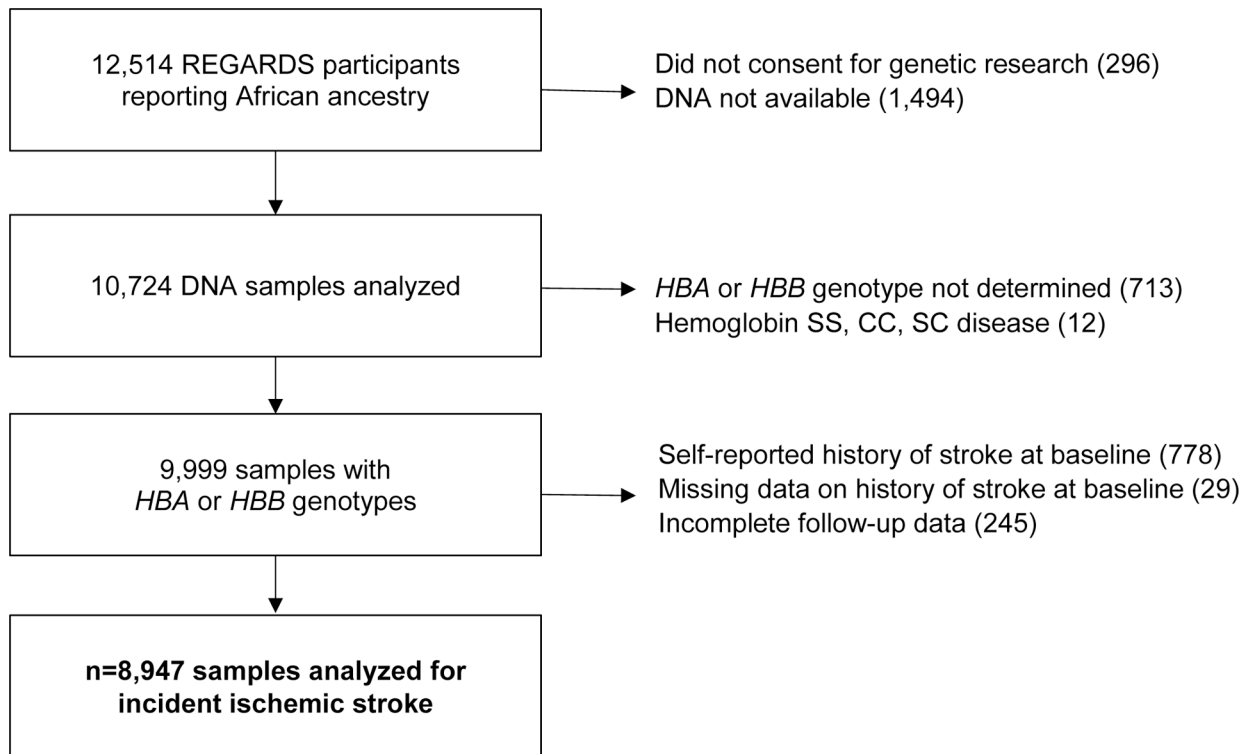 12,514 REGARDS participants
reporting African ancestry
Did not consent for genetic research (296)
DNA not available (1,494)
10,724 DNA samples analyzed
HBA or HBB genotype not determined (713)
Hemoglobin SS, CC, SC disease (12)
9,999 samples with
HBA or HBB genotypes
Self-reported history of stroke at baseline (778)
Missing data on history of stroke at baseline (29)
Incomplete follow-up data (245)
n=8,947 samples analyzed for
incident ischemic stroke